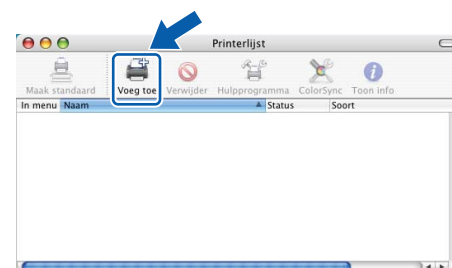 Printerlijst
Maak standaard Voeg toe Verwijder Hulpprogramma ColorSync Toon info
In menu Naam Status Soort